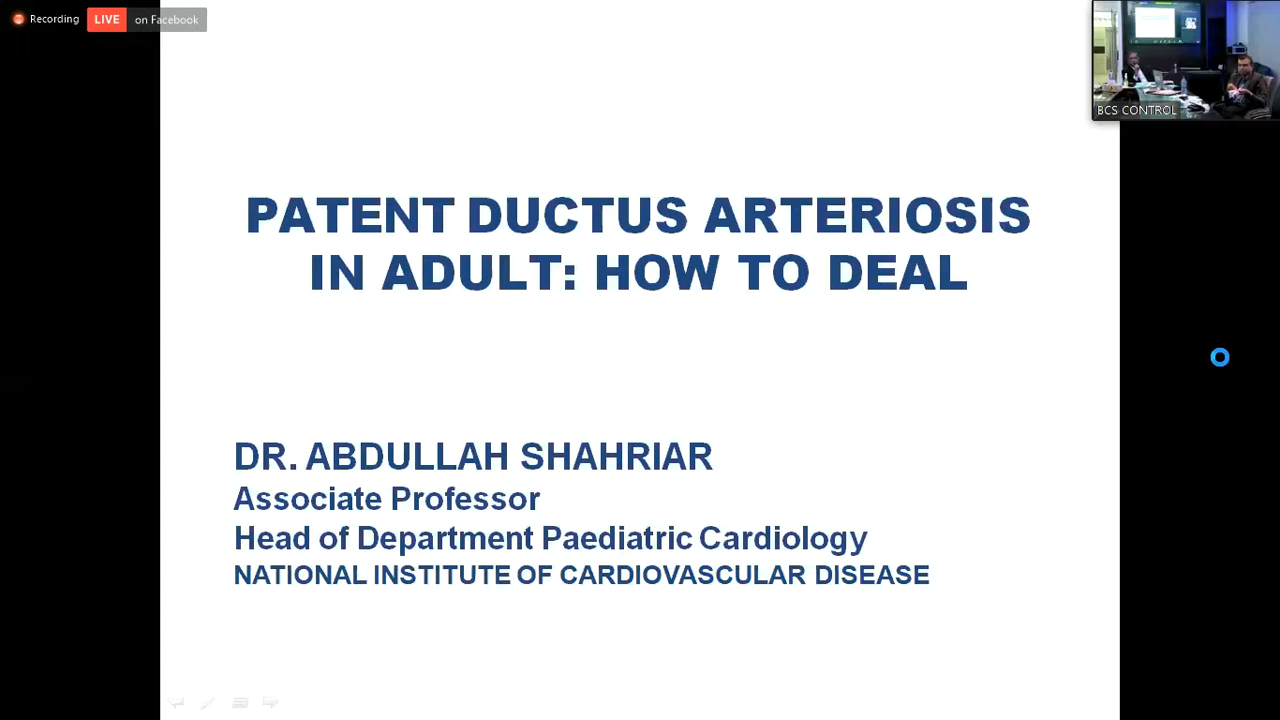 Recording
LIVE on Facebook
BCS CONTROL
PATENT DUCTUS ARTERIOSIS
IN ADULT: HOW TO DEAL
DR. ABDULLAH SHAHRIAR
Associate Professor
Head of Department Paediatric Cardiology
NATIONAL INSTITUTE OF CARDIOVASCULAR DISEASE